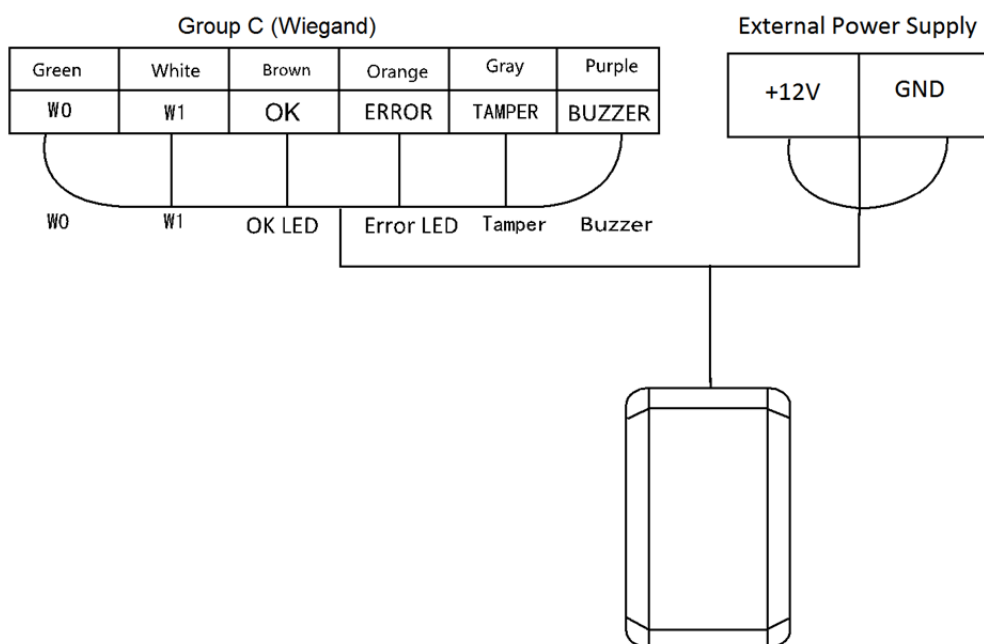 Group C (Wiegand)
External Power Supply
Green White Brown Orange Gray Purple
W0 W1 OK ERROR TAMPER BUZZER
+12V GND
W0 W1 OK LED Error LED Tamper Buzzer